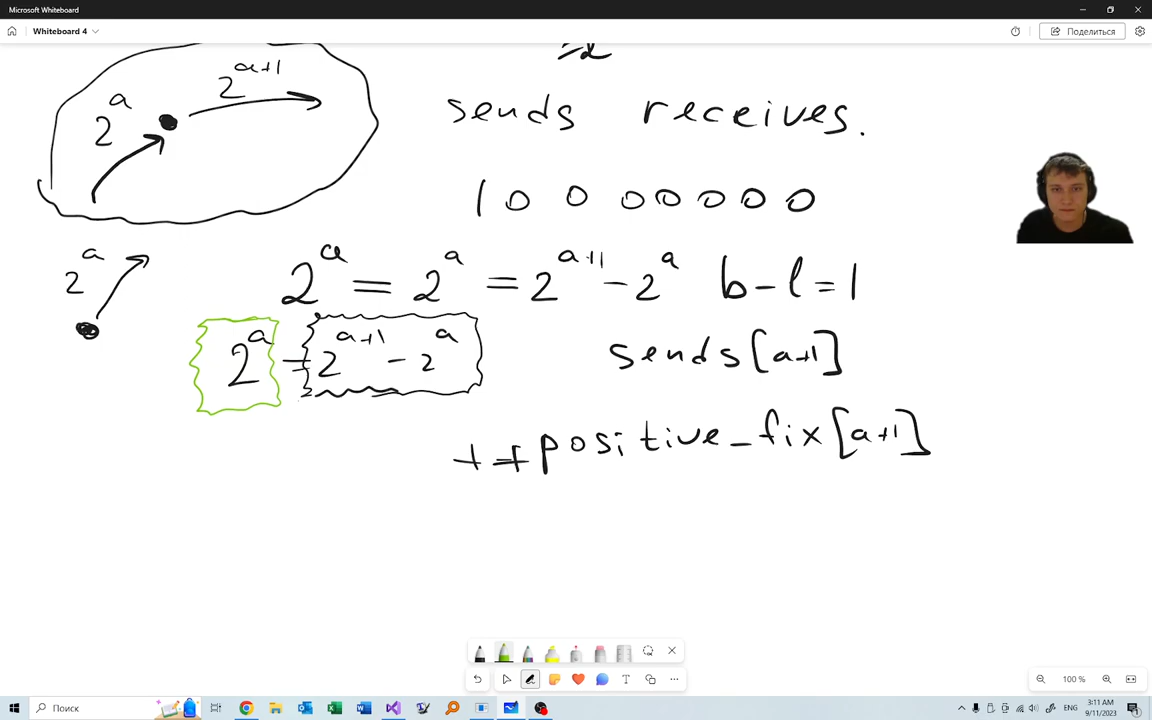 Microsoft Whiteboard
Whiteboard 4
Поделиться
2^a
2^{a+1}
sends receives.
1 0 0 0 0 0 0 0
2^a
2^a = 2^a = 2^{a+1} - 2^a b - l = 1
2^a = 2^{a+1} - 2^a
sends[a+1]
++positive_fix[a+1]
100 %
Поиск
ENG
3:11 AM
9/11/2023